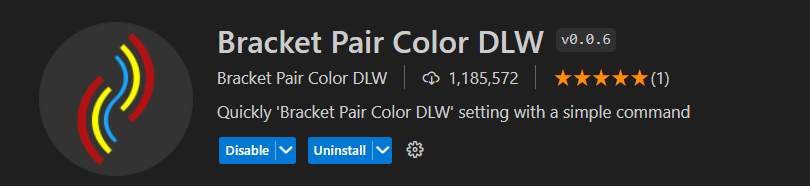 Bracket Pair Color DLW v0.0.6
Bracket Pair Color DLW 1,185,572 (1)
Quickly 'Bracket Pair Color DLW' setting with a simple command
Disable Uninstall